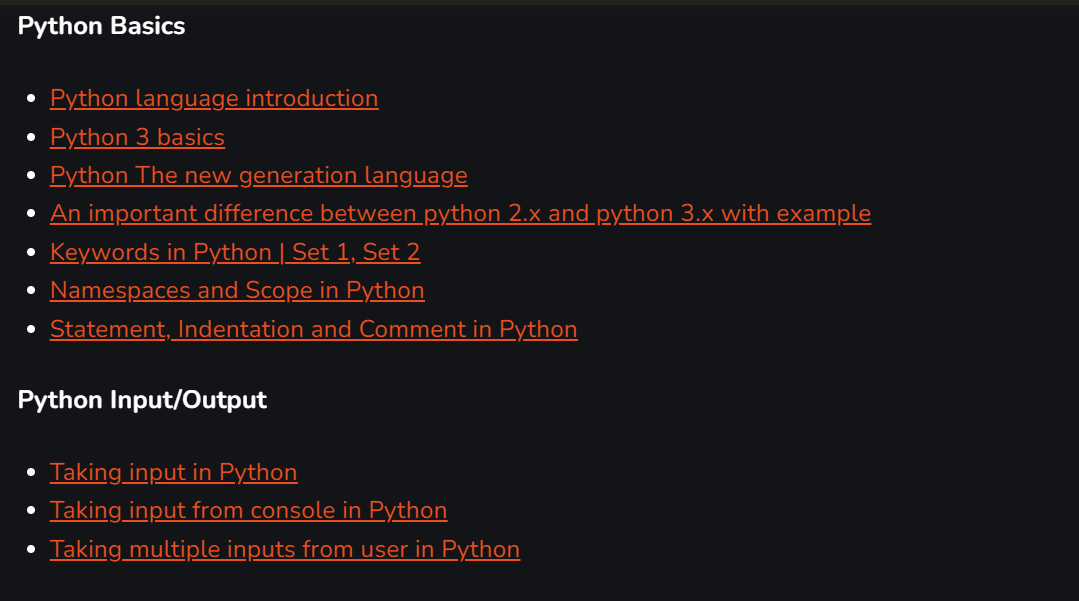 Python Basics
Python language introduction
Python 3 basics
Python The new generation language
An important difference between python 2.x and python 3.x with example
Keywords in Python | Set 1, Set 2
Namespaces and Scope in Python
Statement, Indentation and Comment in Python
Python Input/Output
Taking input in Python
Taking input from console in Python
Taking multiple inputs from user in Python